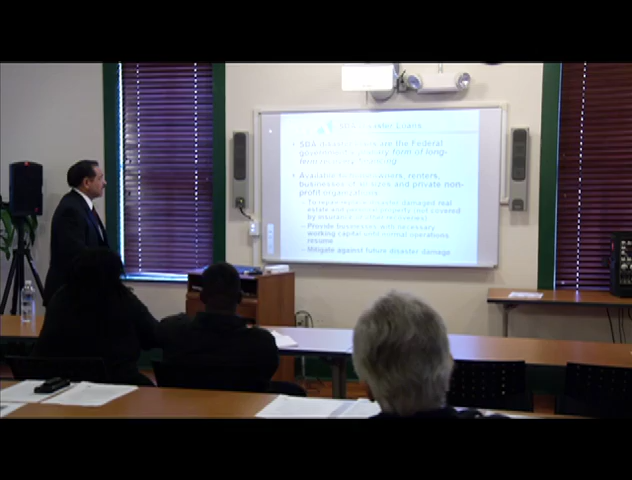 SBA Disaster Loans
• SBA disaster loans are the Federal
government's primary form of long-
term recovery financing
• Available to homeowners, renters,
businesses of all sizes and private non-
profit organizations
– To repair or replace disaster damaged real
estate and personal property (not covered
by insurance or other recoveries)
– Provide businesses with necessary
working capital until normal operations
resume
– Mitigate against future disaster damage